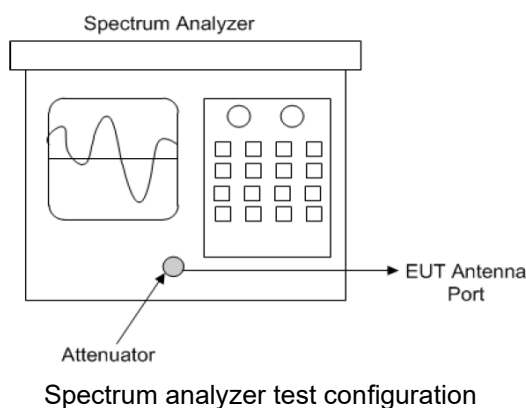 Spectrum Analyzer
EUT Antenna
Port
Attenuator
Spectrum analyzer test configuration